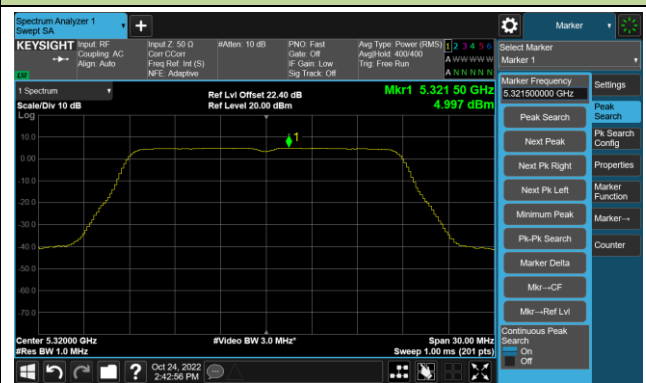 Spectrum Analyzer 1
Swept SA
Marker
KEYSIGHT
Input: RF
Coupling: AC
Align: Auto
Input Z: 50 Ω
Corr CCorr
Freq Ref: Int (S)
NFE: Adaptive
#Atten: 10 dB
PNO: Fast
Gate: Off
IF Gain: Low
Sig Track: Off
Avg Type: Power (RMS)
Avg|Hold: 400/400
Trig: Free Run
1 2 3 4 5 6
A W W W W W
A N N N N N
Select Marker
Marker 1
LXI
1 Spectrum
Scale/Div 10 dB
Log
Ref Lvl Offset 22.40 dB
Ref Level 20.00 dBm
Mkr1 5.321 50 GHz
4.997 dBm
1
10.0
0.00
-10.0
-20.0
-30.0
-40.0
-50.0
-60.0
-70.0
Center 5.32000 GHz
#Res BW 1.0 MHz
#Video BW 3.0 MHz*
Span 30.00 MHz
Sweep 1.00 ms (201 pts)
Marker Frequency
5.321500000 GHz
Peak Search
Next Peak
Next Pk Right
Next Pk Left
Minimum Peak
Pk-Pk Search
Marker Delta
Mkr→CF
Mkr→Ref Lvl
Continuous Peak
Search
On
Off
Settings
Peak
Search
Pk Search
Config
Properties
Marker
Function
Marker→
Counter
Oct 24, 2022
2:42:56 PM